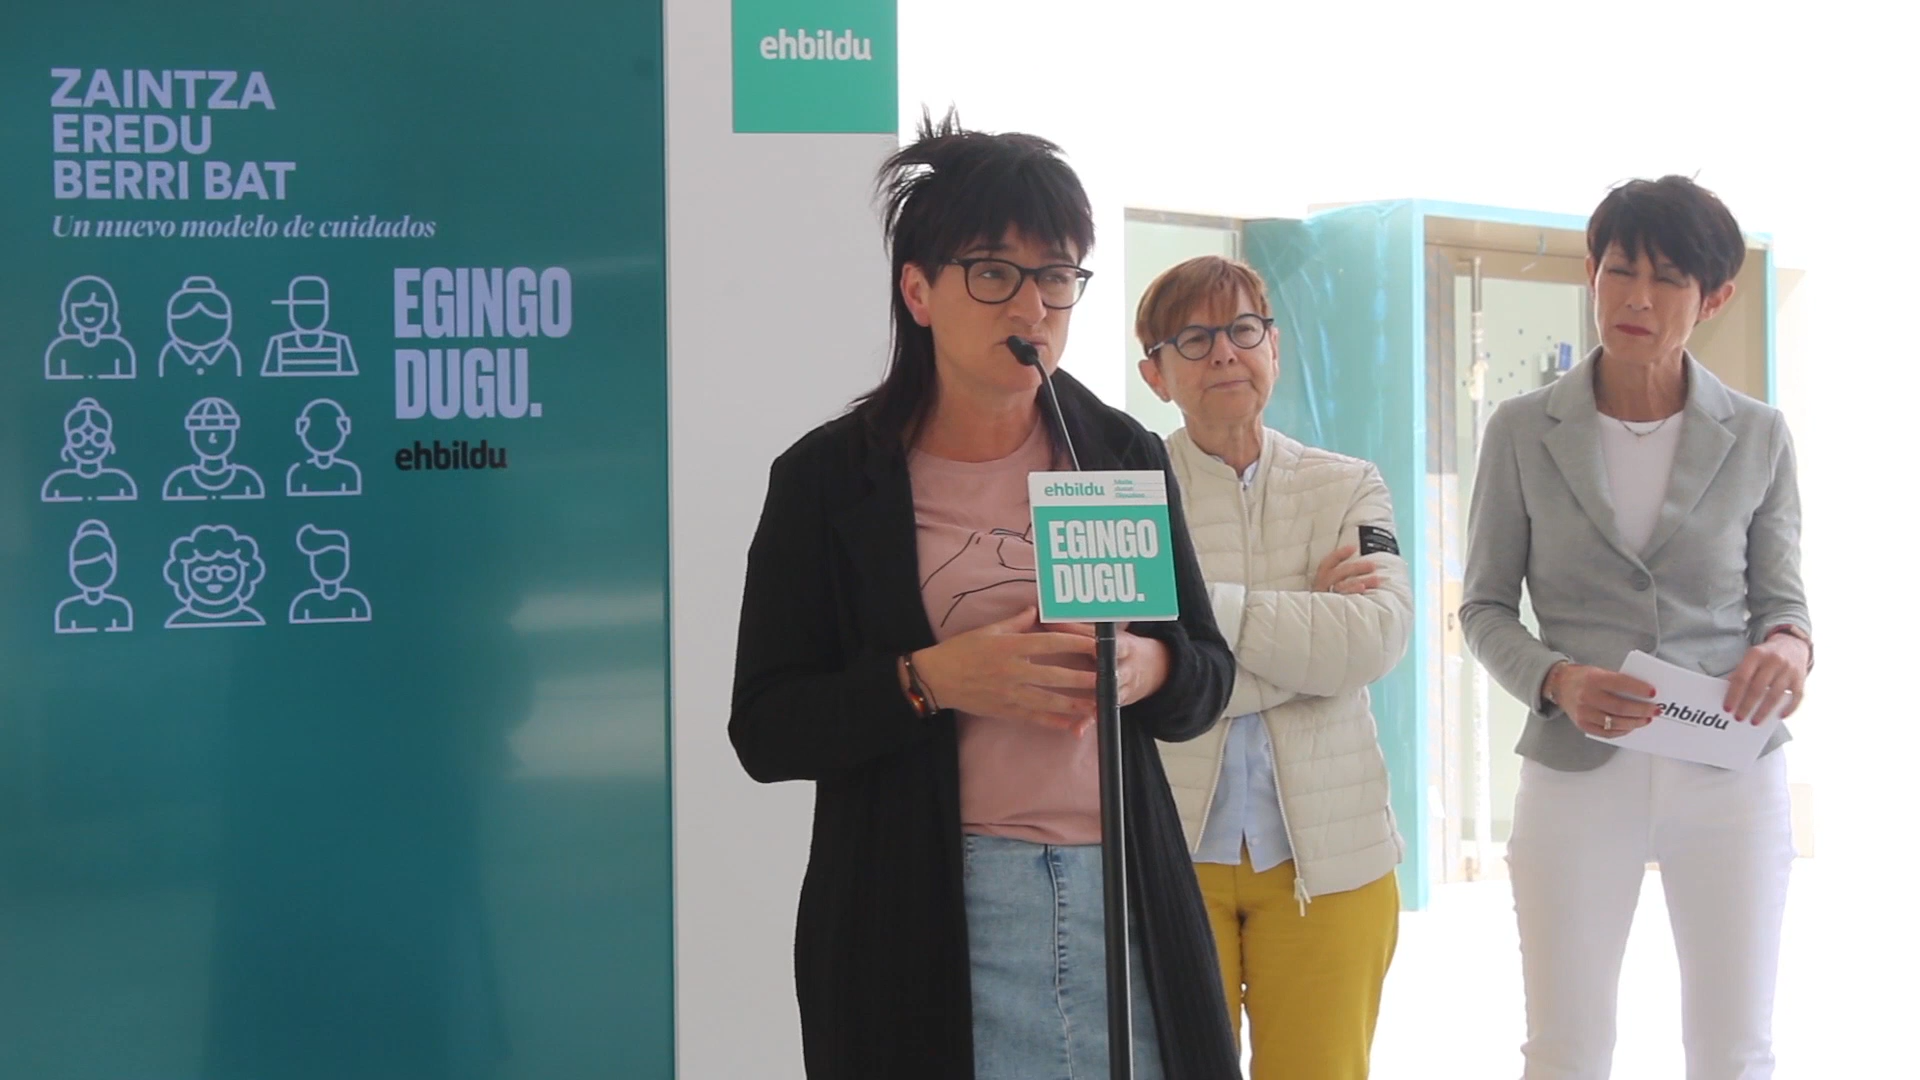 ehbildu
ZAINTZA
EREDU
BERRI BAT
Un nuevo modelo de cuidados
EGINGO
DUGU.
ehbildu
ehbildu
EGINGO
DUGU.
ehbildu